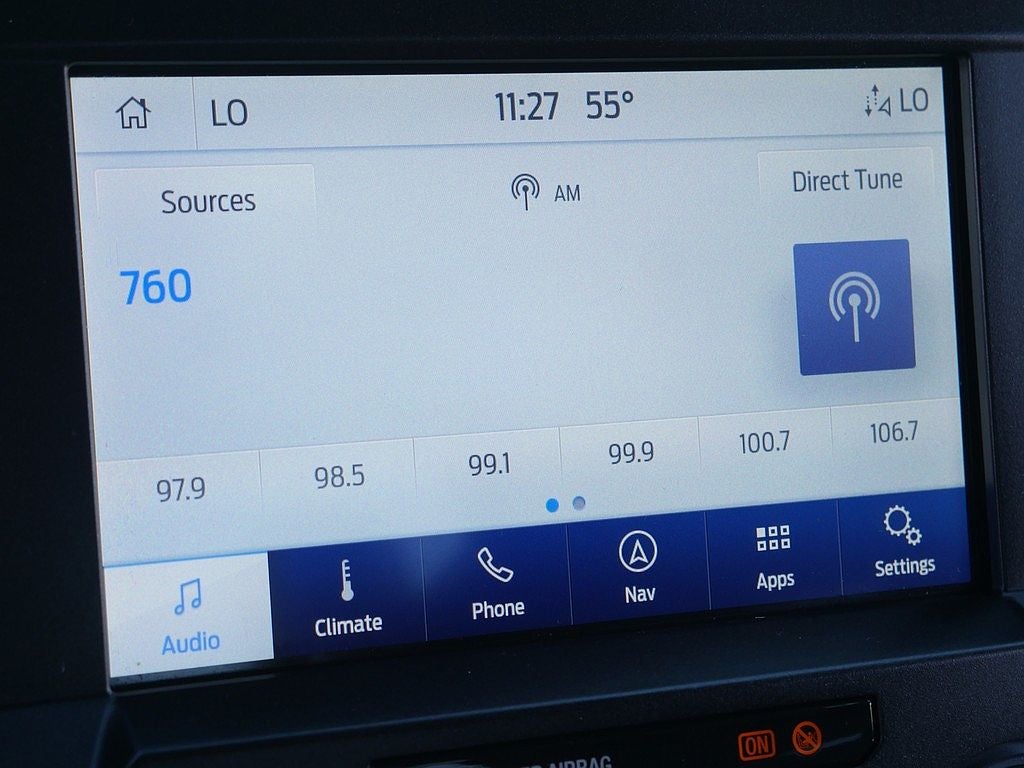 LO 11:27 55° LO
Sources AM Direct Tune
760
97.9 98.5 99.1 99.9 100.7 106.7
Audio Climate Phone Nav Apps Settings
AIRBAG ON